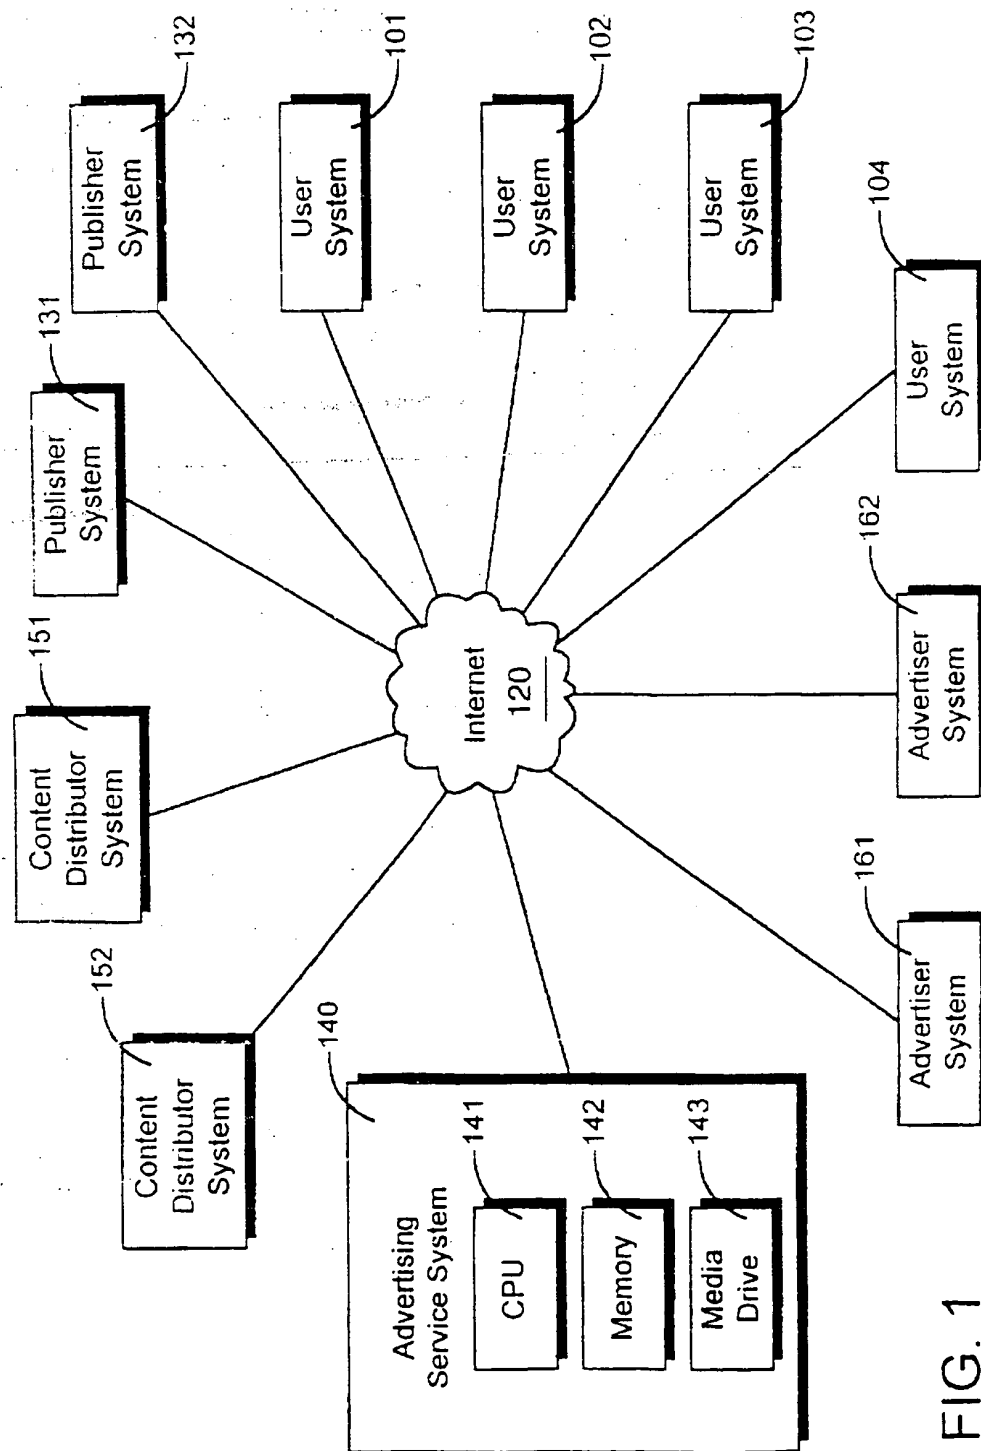 Content
Distributor
System
152
Content
Distributor
System
151
Publisher
System
131
Publisher
System
132
User
System
101
User
System
102
User
System
103
User
System
104
Internet
120
Advertising
Service System
140
CPU
141
Memory
142
Media
Drive
143
Advertiser
System
161
Advertiser
System
162
FIG. 1